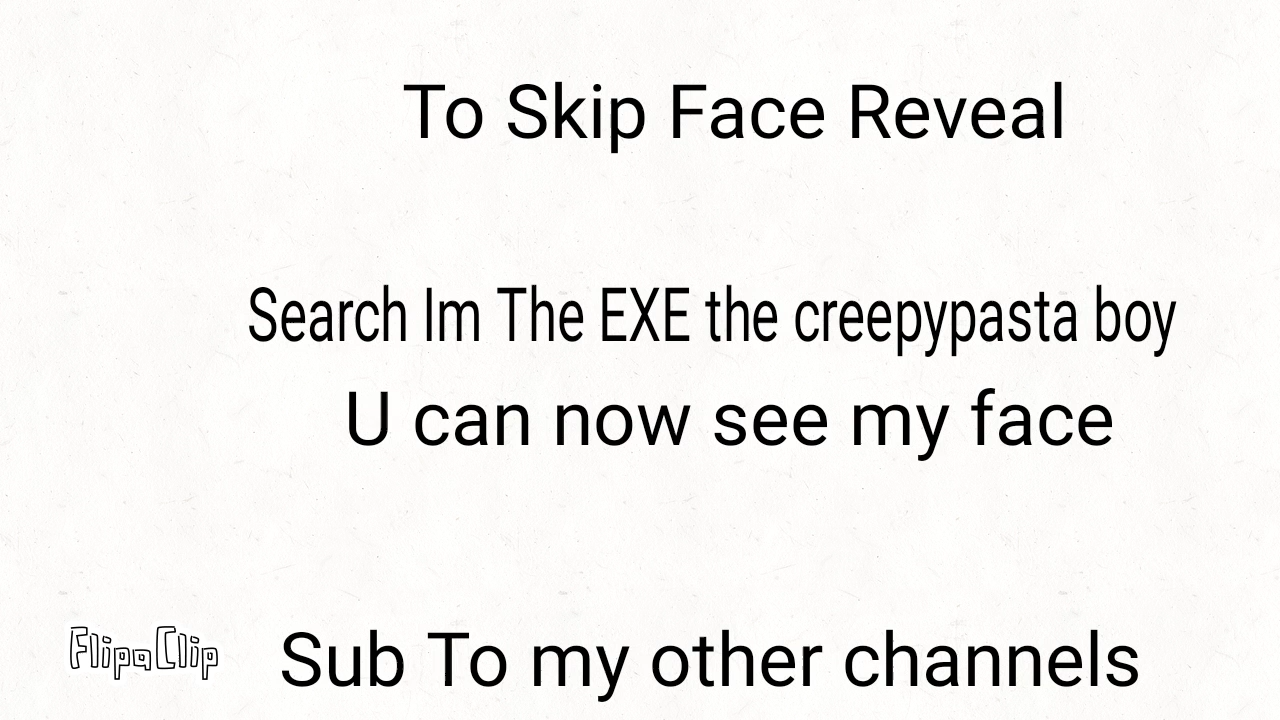 To Skip Face Reveal
Search Im The EXE the creepypasta boy
U can now see my face
FlipaClip
Sub To my other channels